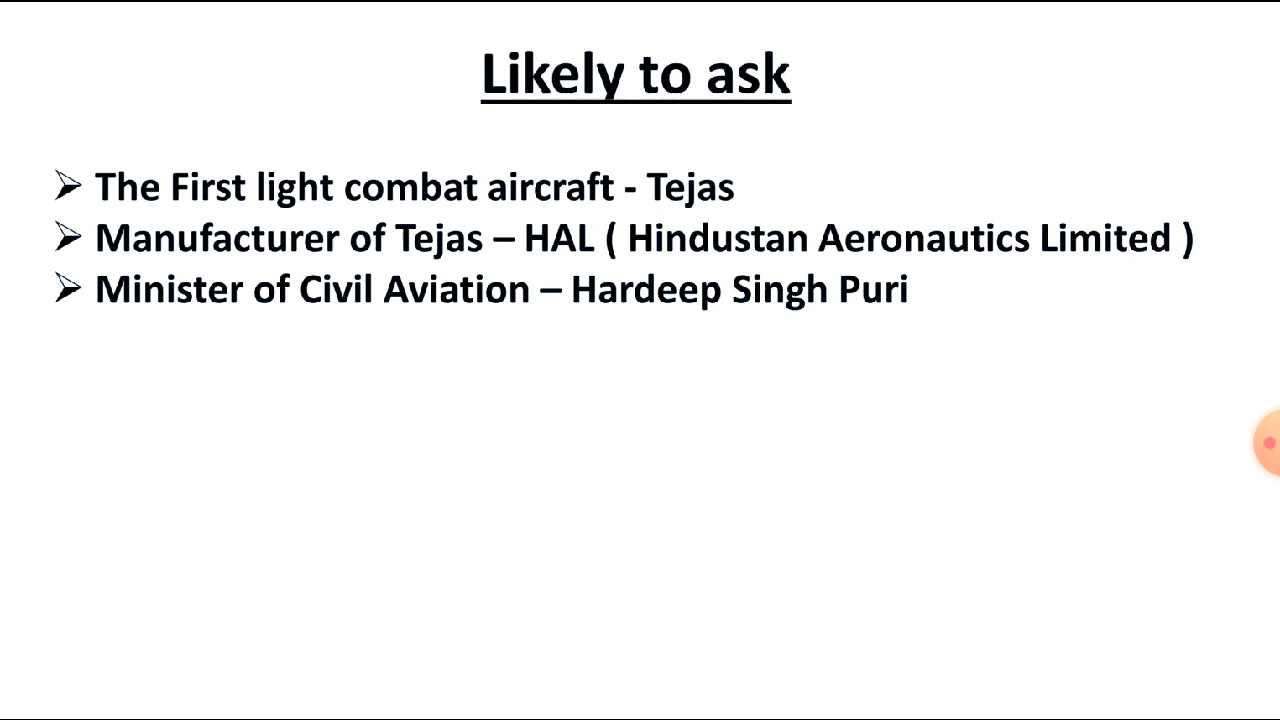 Likely to ask
➢ The First light combat aircraft - Tejas
➢ Manufacturer of Tejas – HAL ( Hindustan Aeronautics Limited )
➢ Minister of Civil Aviation – Hardeep Singh Puri